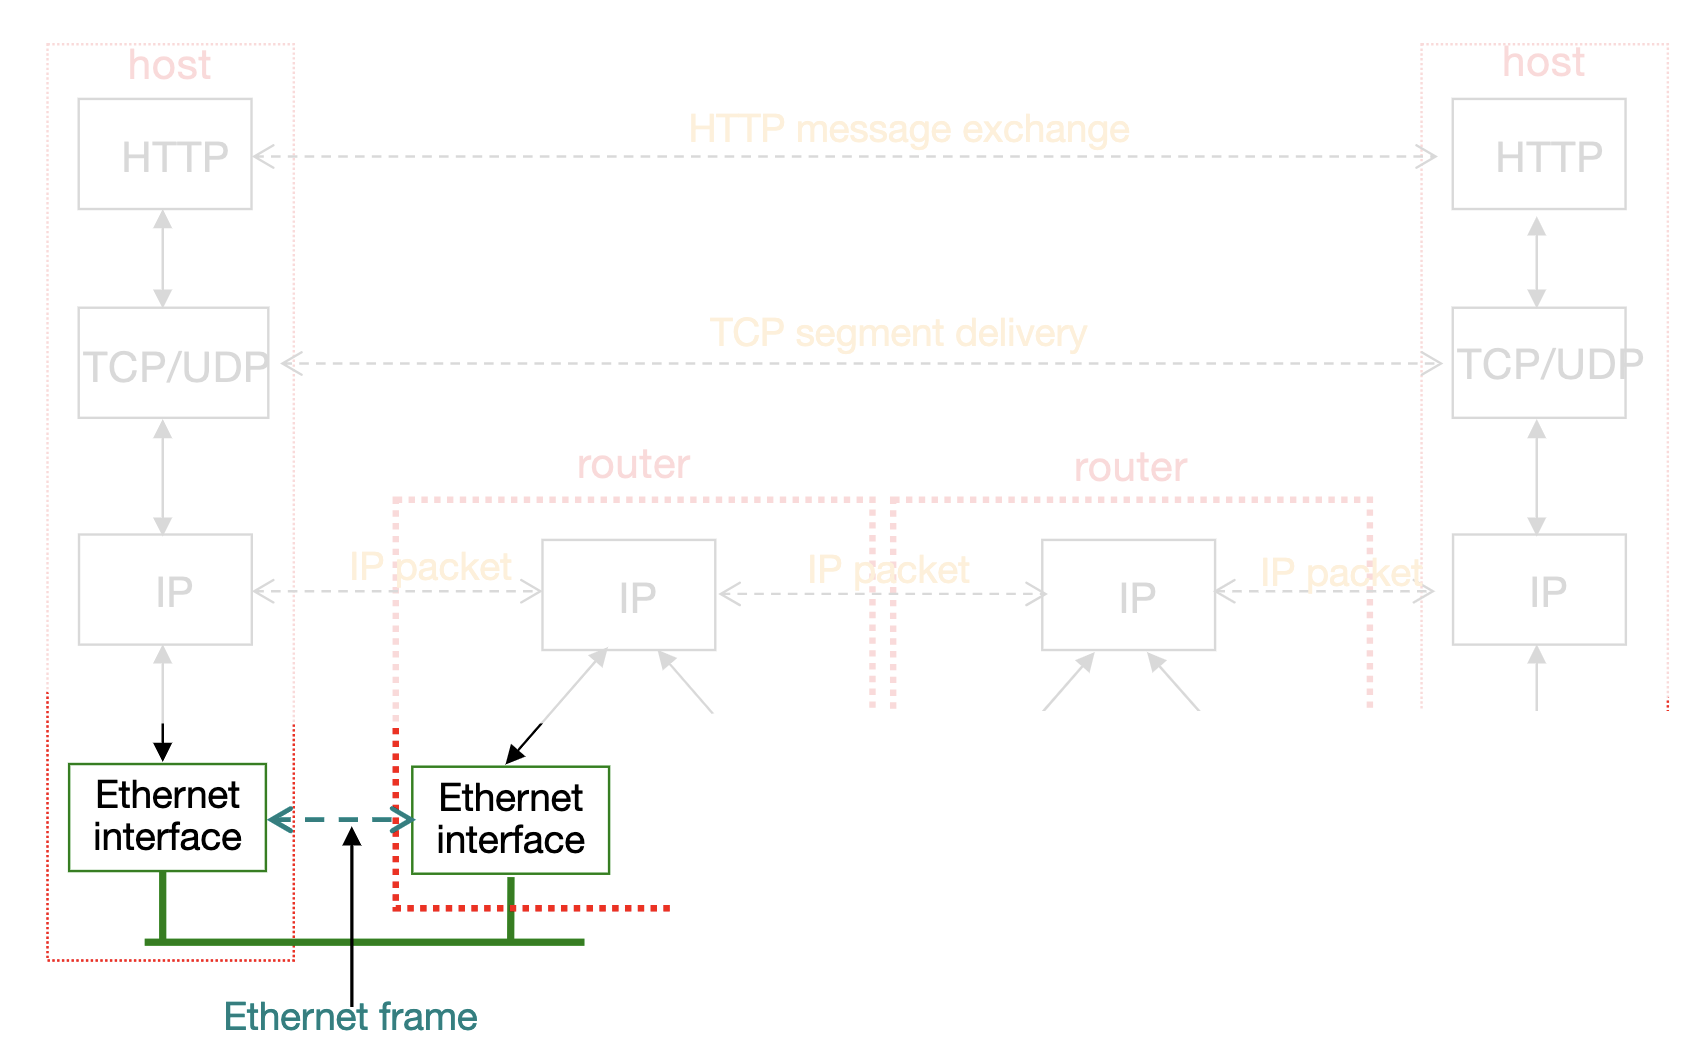 host
host
HTTP
HTTP message exchange
HTTP
TCP/UDP
TCP segment delivery
TCP/UDP
router
router
IP
IP packet
IP
IP packet
IP
IP packet
IP
Ethernet
interface
Ethernet
interface
Ethernet frame